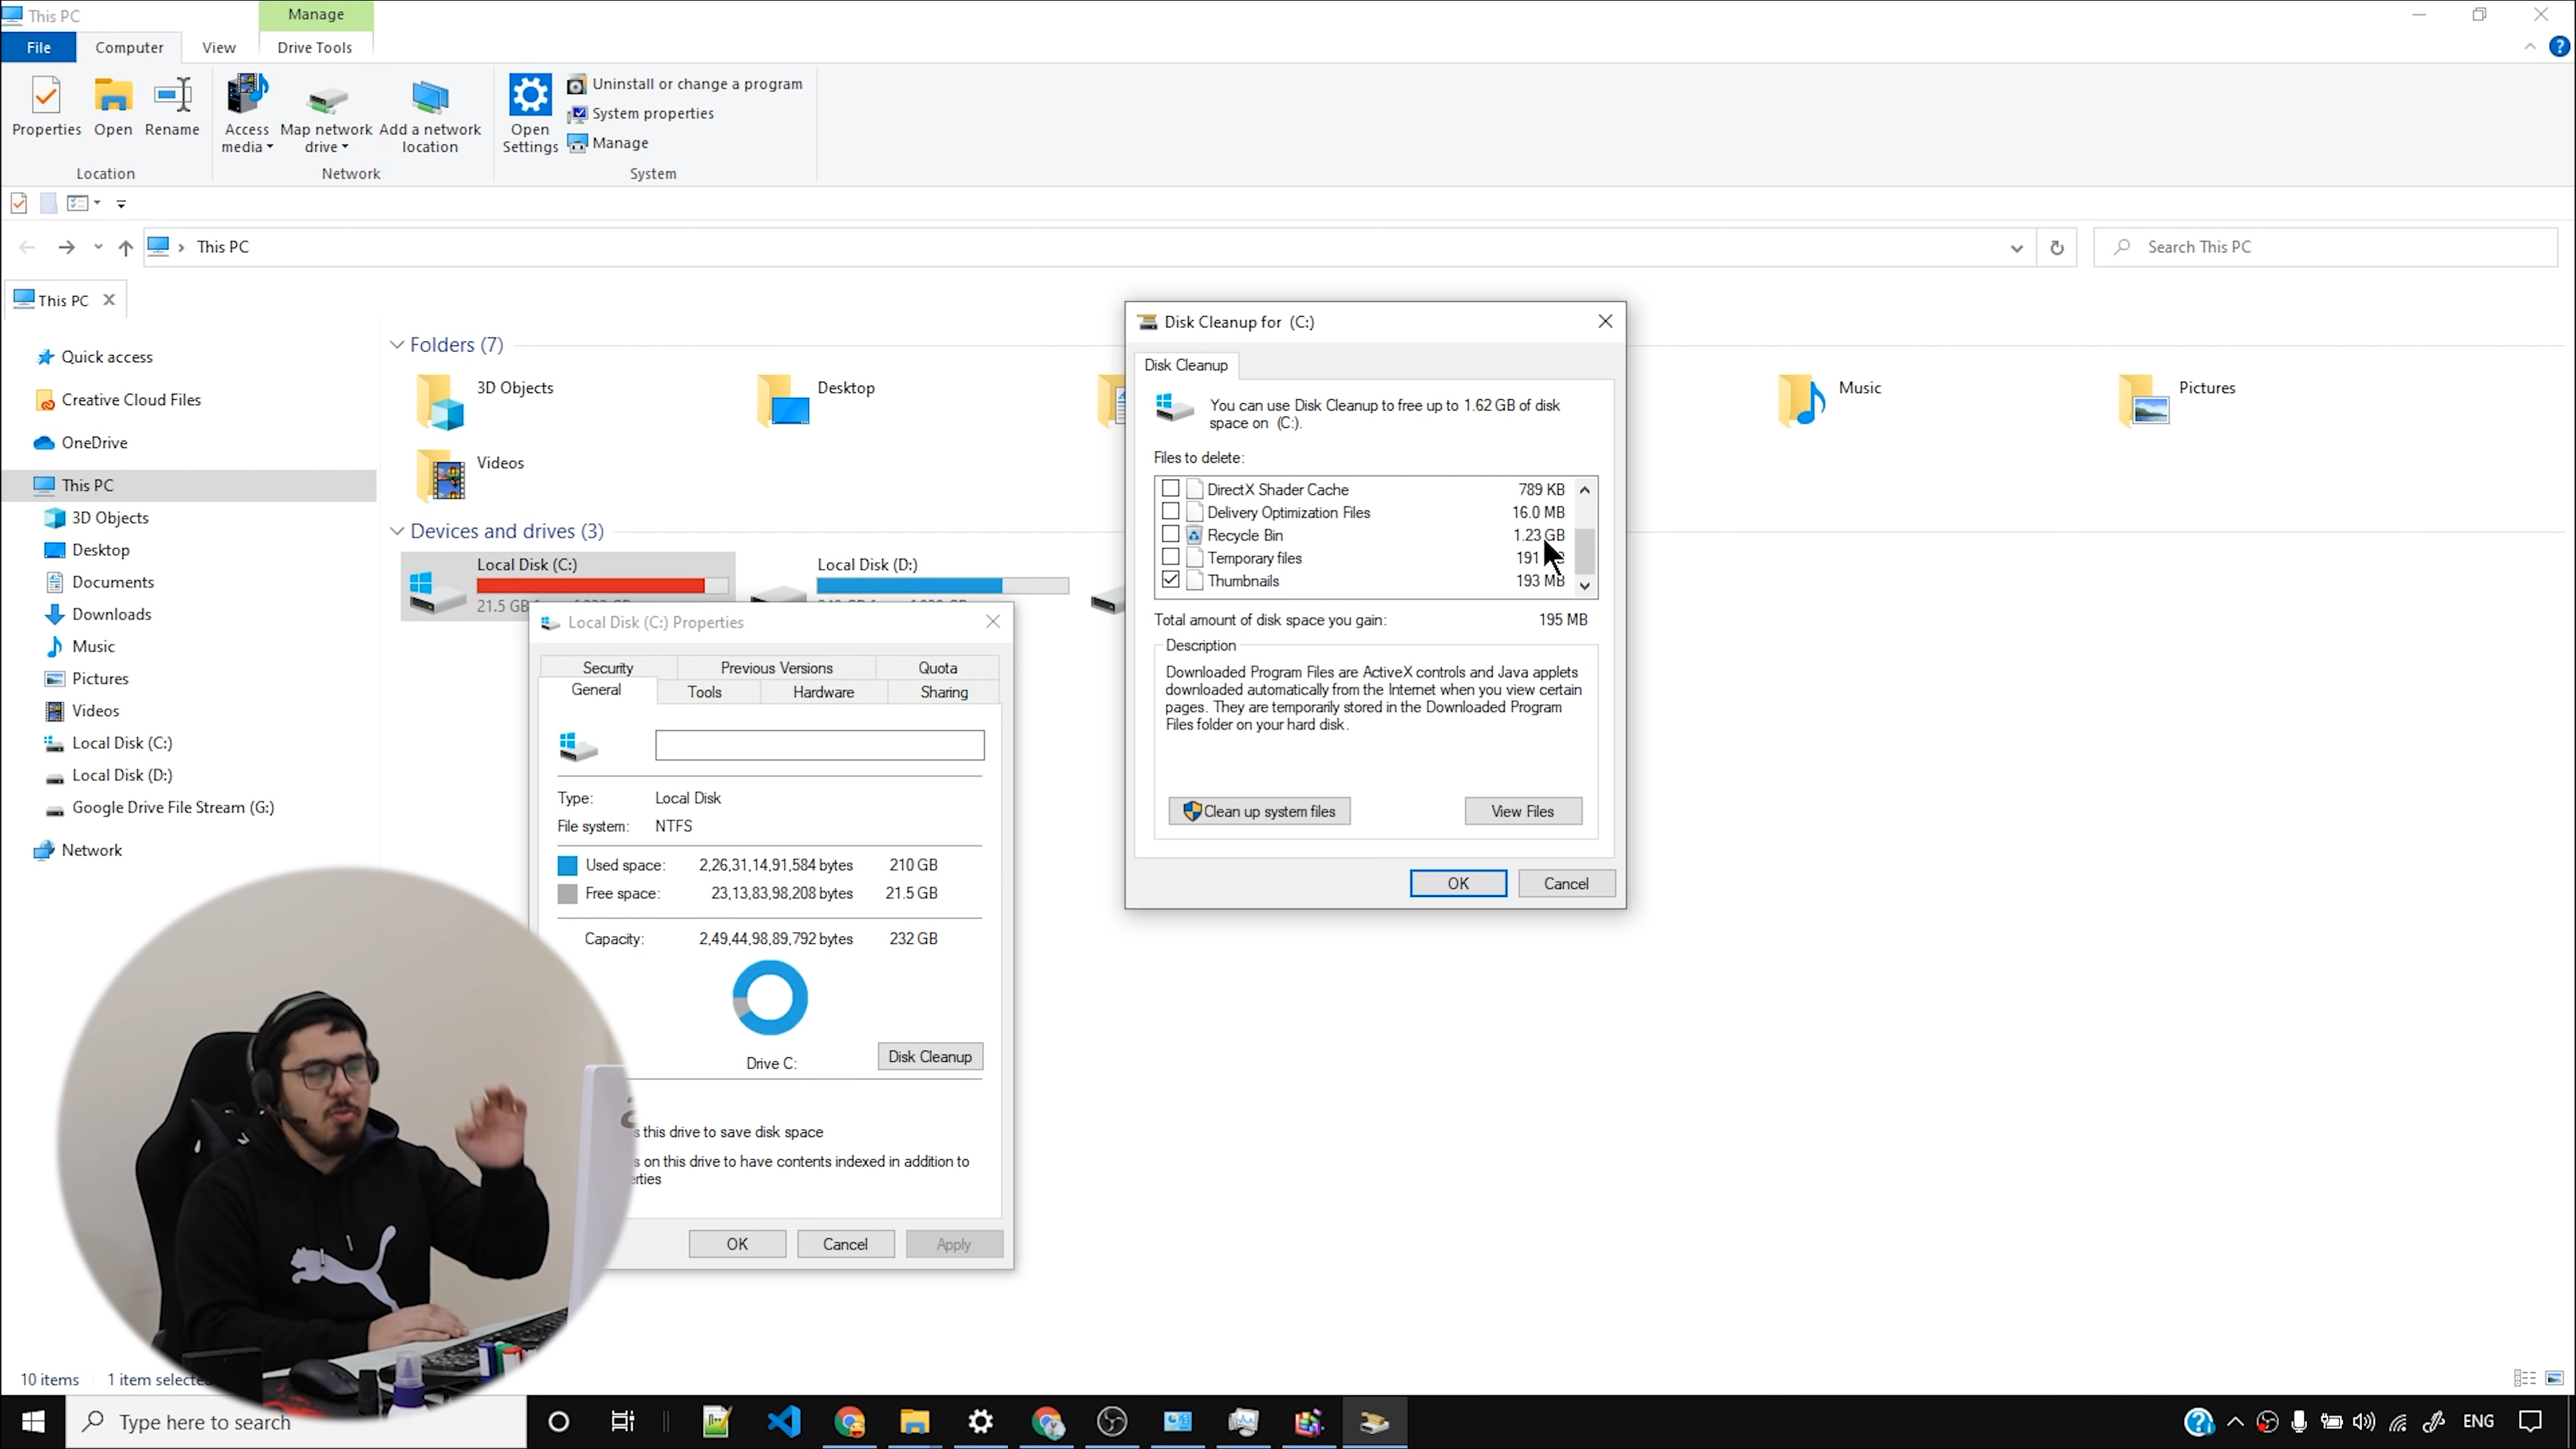 This PC
Manage
File
Computer
View
Drive Tools
Properties
Open
Rename
Access media
Map network drive
Add a network location
Open Settings
Uninstall or change a program
System properties
Manage
Location
Network
System
This PC
Search This PC
This PC
Quick access
Creative Cloud Files
OneDrive
This PC
3D Objects
Desktop
Documents
Downloads
Music
Pictures
Videos
Local Disk (C:)
Local Disk (D:)
Google Drive File Stream (G:)
Network
Folders (7)
3D Objects
Desktop
Music
Pictures
Videos
Devices and drives (3)
Local Disk (C:)
21.5 GB
Local Disk (D:)
Local Disk (C:) Properties
Security
Previous Versions
Quota
General
Tools
Hardware
Sharing
Type: Local Disk
File system: NTFS
Used space: 2,26,31,14,91,584 bytes 210 GB
Free space: 23,13,83,98,208 bytes 21.5 GB
Capacity: 2,49,44,98,89,792 bytes 232 GB
Drive C:
Disk Cleanup
this drive to save disk space
on this drive to have contents indexed in addition to
OK
Cancel
Apply
Disk Cleanup for (C:)
Disk Cleanup
You can use Disk Cleanup to free up to 1.62 GB of disk
space on (C:).
Files to delete:
DirectX Shader Cache 789 KB
Delivery Optimization Files 16.0 MB
Recycle Bin 1.23 GB
Temporary files 191
Thumbnails 193 MB
Total amount of disk space you gain: 195 MB
Description
Downloaded Program Files are ActiveX controls and Java applets
downloaded automatically from the Internet when you view certain
pages. They are temporarily stored in the Downloaded Program
Files folder on your hard disk.
Clean up system files
View Files
OK
Cancel
10 items
1 item selected
Type here to search
ENG